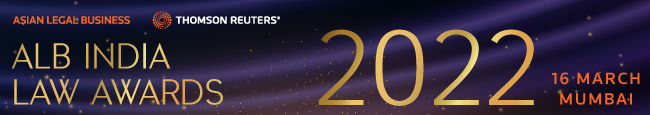 ASIAN LEGAL BUSINESS
THOMSON REUTERS®
ALB INDIA
LAW AWARDS
2022
16 MARCH
MUMBAI